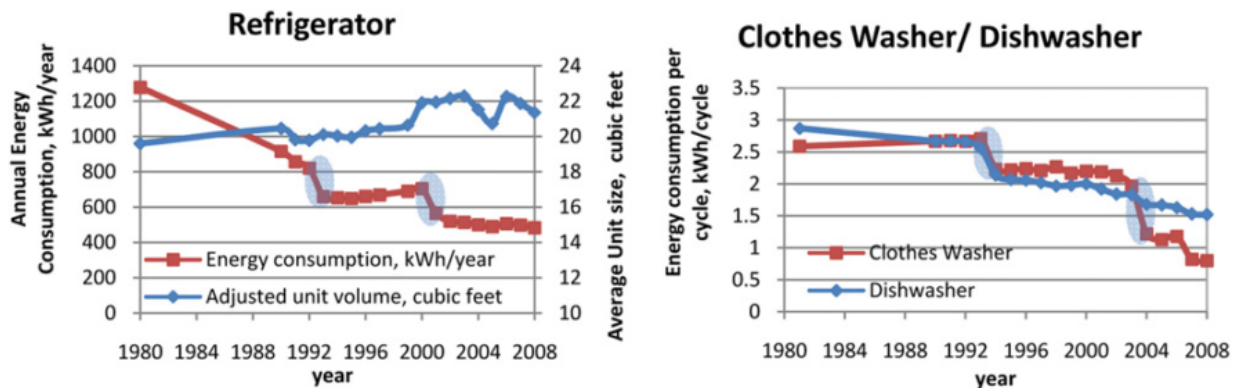 Refrigerator
Annual Energy
Consumption, kWh/year
1400
1200
1000
800
600
400
200
0
24
22
20
18
16
14
12
10
Average Unit size, cubic feet
Energy consumption, kWh/year
Adjusted unit volume, cubic feet
1980 1984 1988 1992 1996 2000 2004 2008
year
Clothes Washer/ Dishwasher
Energy consumption per
cycle, kWh/cycle
3.5
3
2.5
2
1.5
1
0.5
0
Clothes Washer
Dishwasher
1980 1984 1988 1992 1996 2000 2004 2008
year